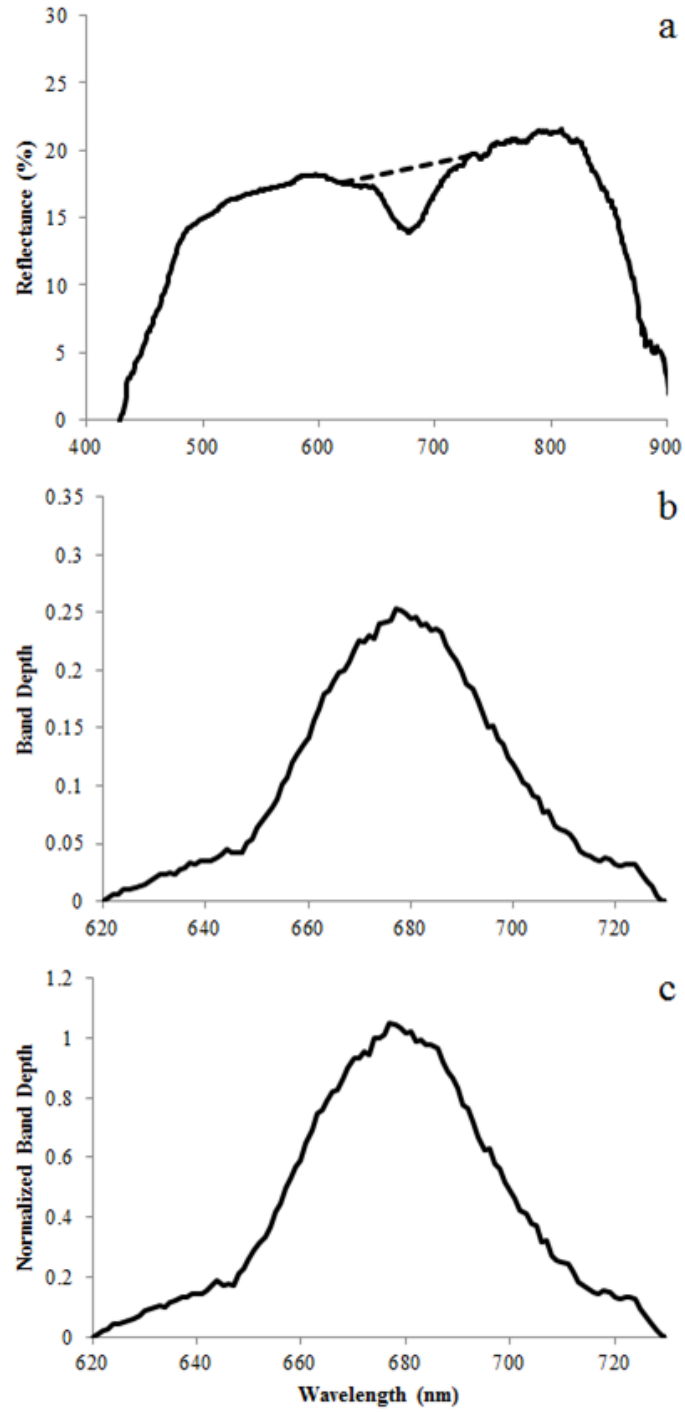 a
30
25
20
15
10
5
0
Reflectance (%)
400 500 600 700 800 900
b
0.35
0.3
0.25
0.2
0.15
0.1
0.05
0
Band Depth
620 640 660 680 700 720
c
1.2
1
0.8
0.6
0.4
0.2
0
Normalized Band Depth
620 640 660 680 700 720
Wavelength (nm)